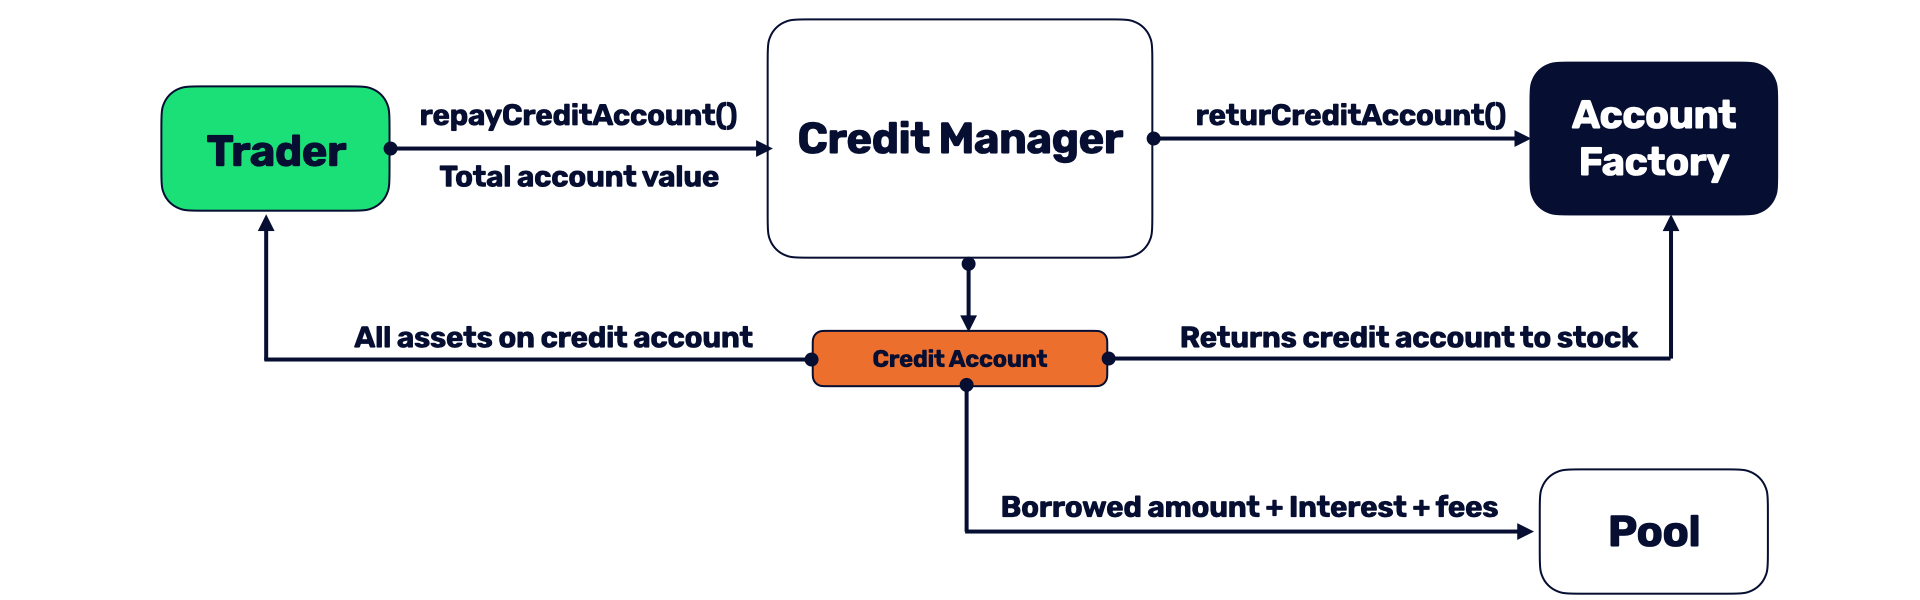 repayCreditAccount()
Trader
Total account value
Credit Manager
returCreditAccount()
Account
Factory
All assets on credit account
Credit Account
Returns credit account to stock
Borrowed amount + Interest + fees
Pool